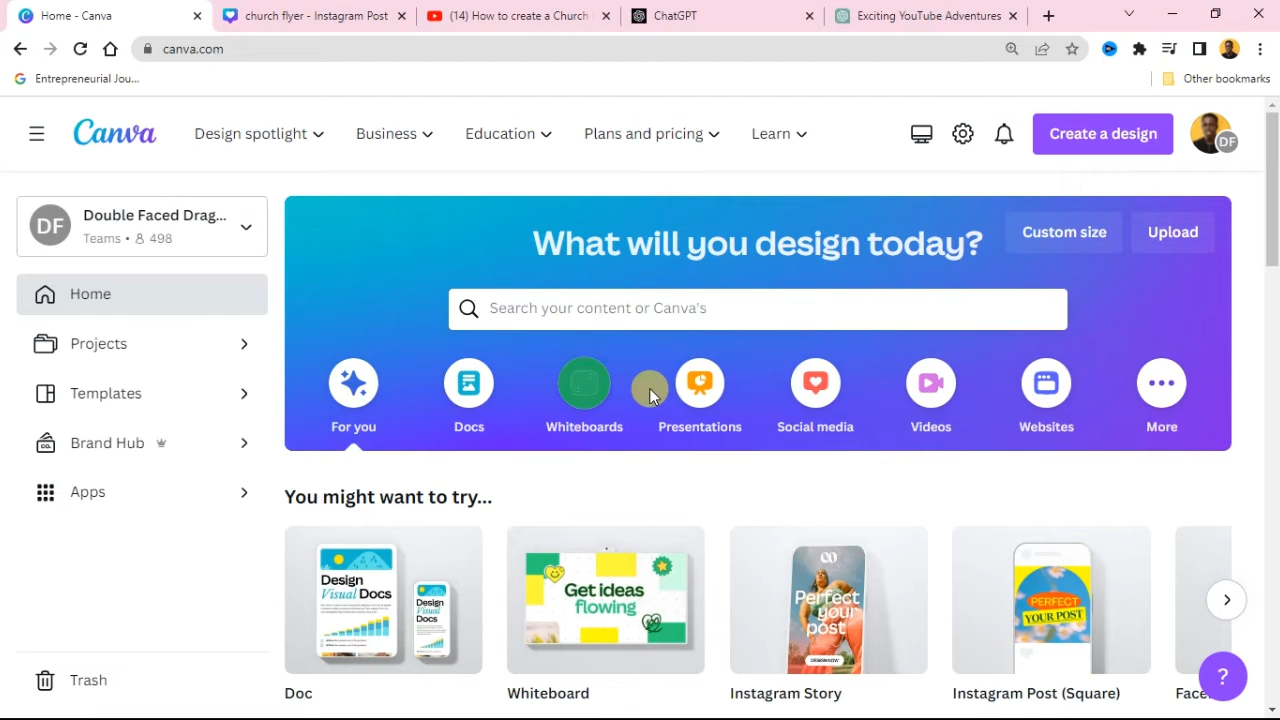 Home - Canva
church flyer - Instagram Post
(14) How to create a Church
ChatGPT
Exciting YouTube Adventures
canva.com
Entrepreneurial Jou...
Other bookmarks
Canva
Design spotlight
Business
Education
Plans and pricing
Learn
Create a design
DF
DF
Double Faced Drag...
Teams • 498
Home
Projects
Templates
Brand Hub
Apps
Trash
What will you design today?
Custom size
Upload
Search your content or Canva's
For you
Docs
Whiteboards
Presentations
Social media
Videos
Websites
More
You might want to try...
Design
Visual Docs
Design
Visual
Docs
Get ideas
flowing
Perfect
your
post
DESIGN NOW
PERFECT
YOUR POST
Doc
Whiteboard
Instagram Story
Instagram Post (Square)
Face
?